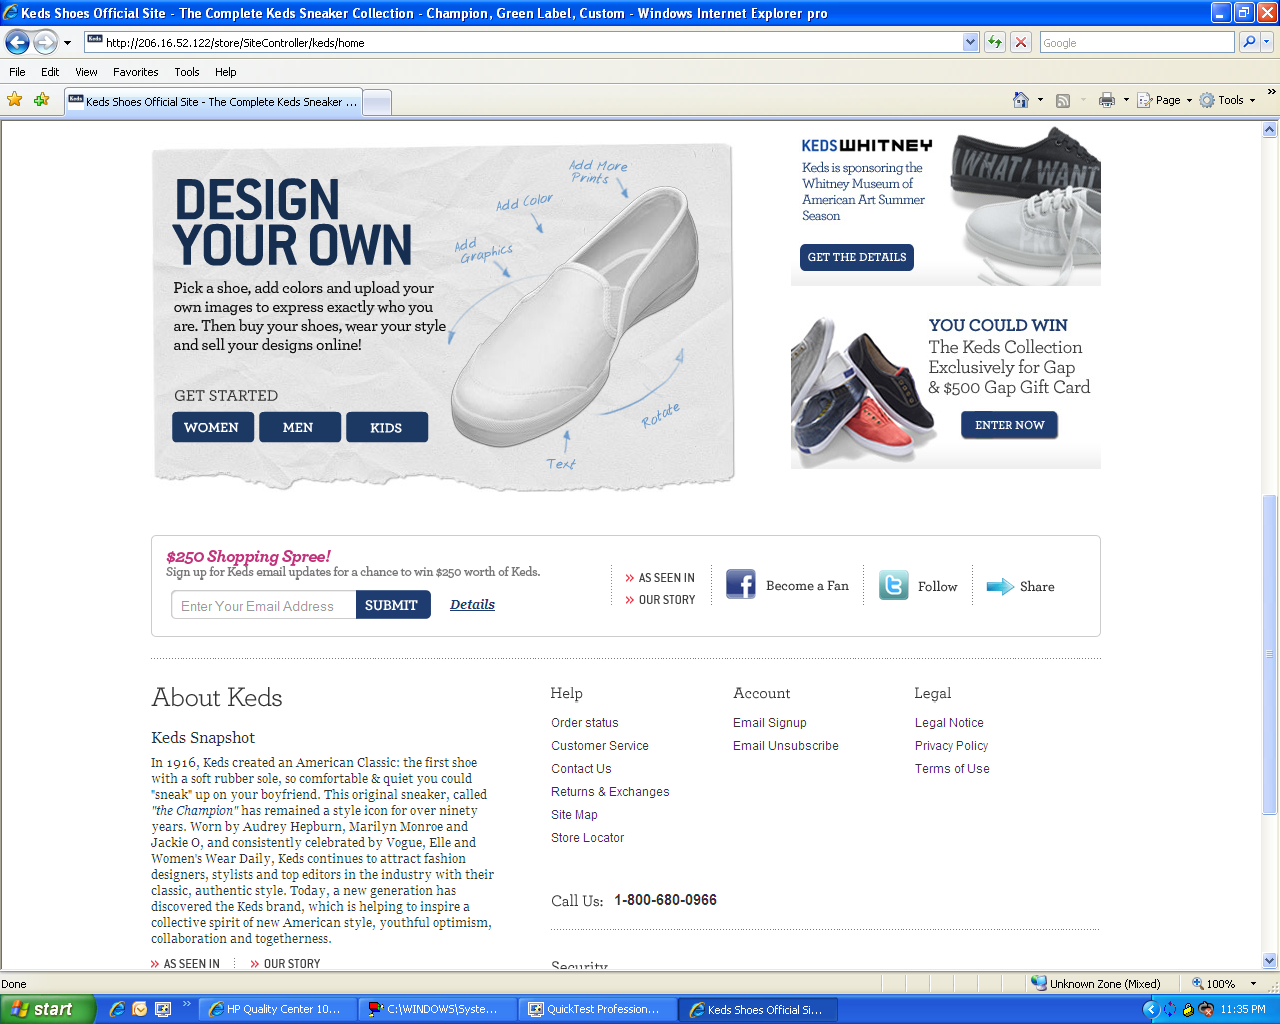 Keds Shoes Official Site - The Complete Keds Sneaker Collection - Champion, Green Label, Custom - Windows Internet Explorer pro
http://206.16.52.122/store/SiteController/keds/home
Google
File Edit View Favorites Tools Help
Keds Shoes Official Site - The Complete Keds Sneaker ...
Page Tools
DESIGN
YOUR OWN
Pick a shoe, add colors and upload your
own images to express exactly who you
are. Then buy your shoes, wear your style
and sell your designs online!
GET STARTED
WOMEN MEN KIDS
Add More
Prints
Add Color
Add
Graphics
Rotate
Text
KEDS WHITNEY
Keds is sponsoring the
Whitney Museum of
American Art Summer
Season
GET THE DETAILS
I WHAT I WANT
YOU COULD WIN
The Keds Collection
Exclusively for Gap
& $500 Gap Gift Card
ENTER NOW
$250 Shopping Spree!
Sign up for Keds email updates for a chance to win $250 worth of Keds.
Enter Your Email Address SUBMIT Details
AS SEEN IN
OUR STORY
Become a Fan
Follow
Share
About Keds
Keds Snapshot
In 1916, Keds created an American Classic: the first shoe
with a soft rubber sole, so comfortable & quiet you could
"sneak" up on your boyfriend. This original sneaker, called
"the Champion" has remained a style icon for over ninety
years. Worn by Audrey Hepburn, Marilyn Monroe and
Jackie O, and consistently celebrated by Vogue, Elle and
Women's Wear Daily, Keds continues to attract fashion
designers, stylists and top editors in the industry with their
classic, authentic style. Today, a new generation has
discovered the Keds brand, which is helping to inspire a
collective spirit of new American style, youthful optimism,
collaboration and togetherness.
AS SEEN IN OUR STORY
Help
Order status
Customer Service
Contact Us
Returns & Exchanges
Site Map
Store Locator
Account
Email Signup
Email Unsubscribe
Legal
Legal Notice
Privacy Policy
Terms of Use
Call Us: 1-800-680-0966
Security
Done
Unknown Zone (Mixed)
100%
start
HP Quality Center 10...
C:\WINDOWS\Syste...
QuickTest Profession...
Keds Shoes Official Si...
11:35 PM